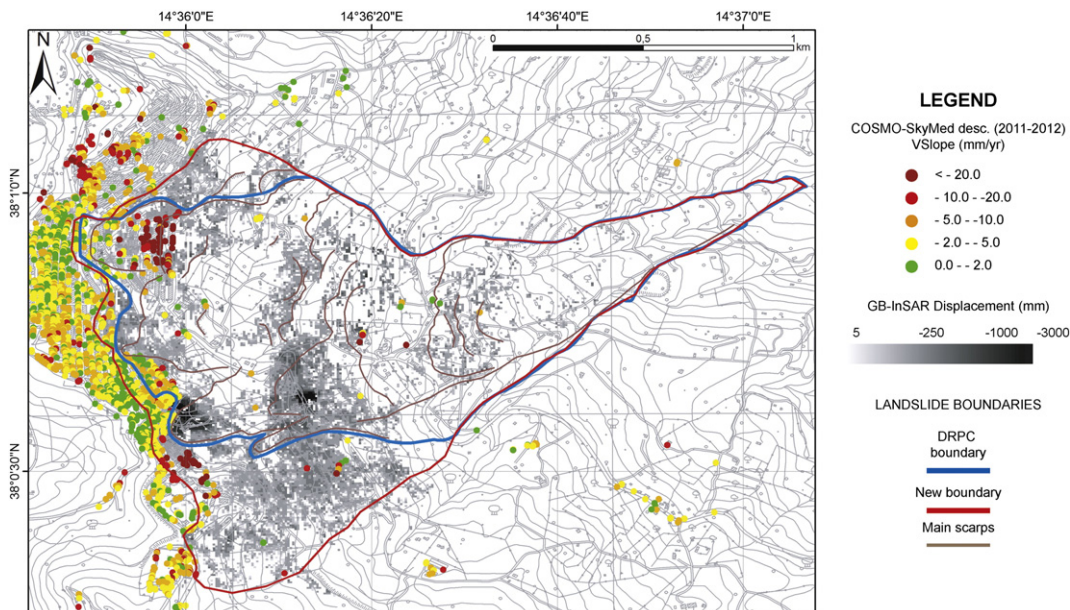 14°36'0"E 14°36'20"E 14°36'40"E 14°37'0"E
N
0 0,5 1
km
38°1'0"N
38°0'30"N
LEGEND
COSMO-SkyMed desc. (2011-2012)
VSlope (mm/yr)
< - 20.0
- 10.0 - -20.0
- 5.0 - -10.0
- 2.0 - - 5.0
0.0 - - 2.0
GB-InSAR Displacement (mm)
5 -250 -1000 -3000
LANDSLIDE BOUNDARIES
DRPC
boundary
New boundary
Main scarps